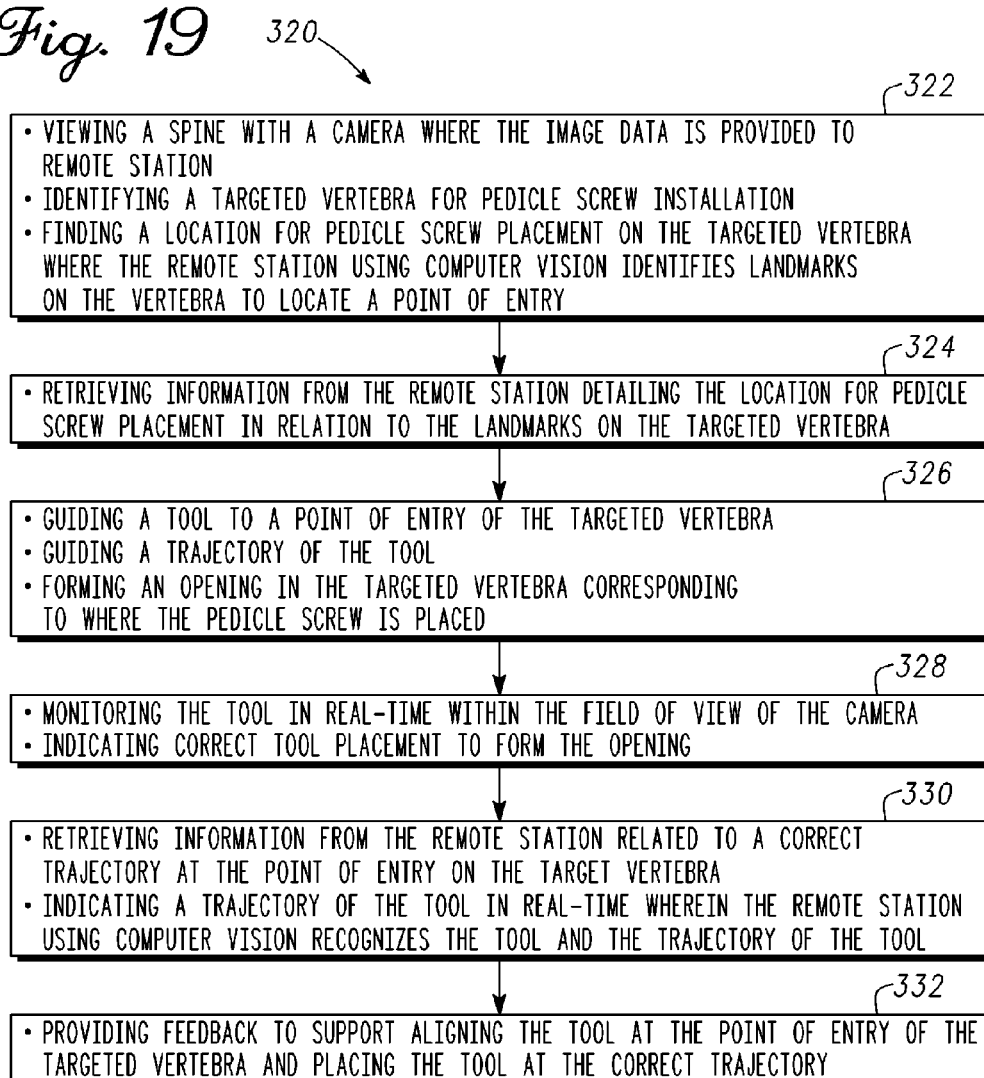 Fig. 19
320
322
• VIEWING A SPINE WITH A CAMERA WHERE THE IMAGE DATA IS PROVIDED TO
REMOTE STATION
• IDENTIFYING A TARGETED VERTEBRA FOR PEDICLE SCREW INSTALLATION
• FINDING A LOCATION FOR PEDICLE SCREW PLACEMENT ON THE TARGETED VERTEBRA
WHERE THE REMOTE STATION USING COMPUTER VISION IDENTIFIES LANDMARKS
ON THE VERTEBRA TO LOCATE A POINT OF ENTRY
324
• RETRIEVING INFORMATION FROM THE REMOTE STATION DETAILING THE LOCATION FOR PEDICLE
SCREW PLACEMENT IN RELATION TO THE LANDMARKS ON THE TARGETED VERTEBRA
326
• GUIDING A TOOL TO A POINT OF ENTRY OF THE TARGETED VERTEBRA
• GUIDING A TRAJECTORY OF THE TOOL
• FORMING AN OPENING IN THE TARGETED VERTEBRA CORRESPONDING
TO WHERE THE PEDICLE SCREW IS PLACED
328
• MONITORING THE TOOL IN REAL-TIME WITHIN THE FIELD OF VIEW OF THE CAMERA
• INDICATING CORRECT TOOL PLACEMENT TO FORM THE OPENING
330
• RETRIEVING INFORMATION FROM THE REMOTE STATION RELATED TO A CORRECT
TRAJECTORY AT THE POINT OF ENTRY ON THE TARGET VERTEBRA
• INDICATING A TRAJECTORY OF THE TOOL IN REAL-TIME WHEREIN THE REMOTE STATION
USING COMPUTER VISION RECOGNIZES THE TOOL AND THE TRAJECTORY OF THE TOOL
332
• PROVIDING FEEDBACK TO SUPPORT ALIGNING THE TOOL AT THE POINT OF ENTRY OF THE
TARGETED VERTEBRA AND PLACING THE TOOL AT THE CORRECT TRAJECTORY